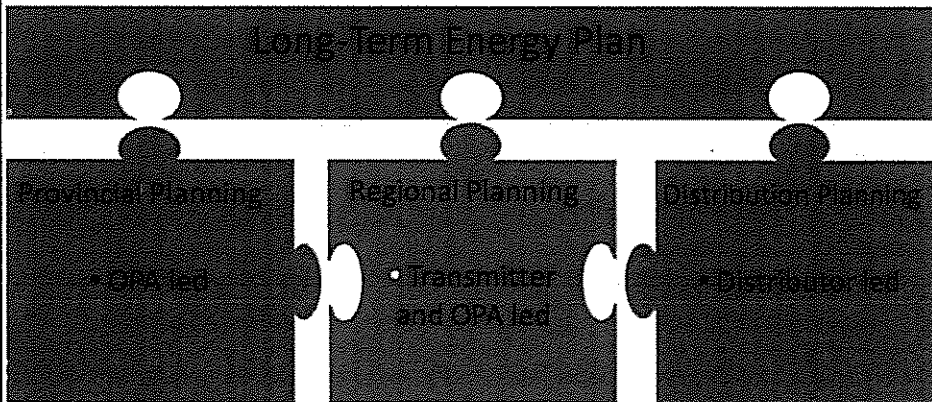 Long-Term Energy Plan
Provincial Planning
• OPA led
Regional Planning
• Transmitter
and OPA led
Distribution Planning
• Distributor led